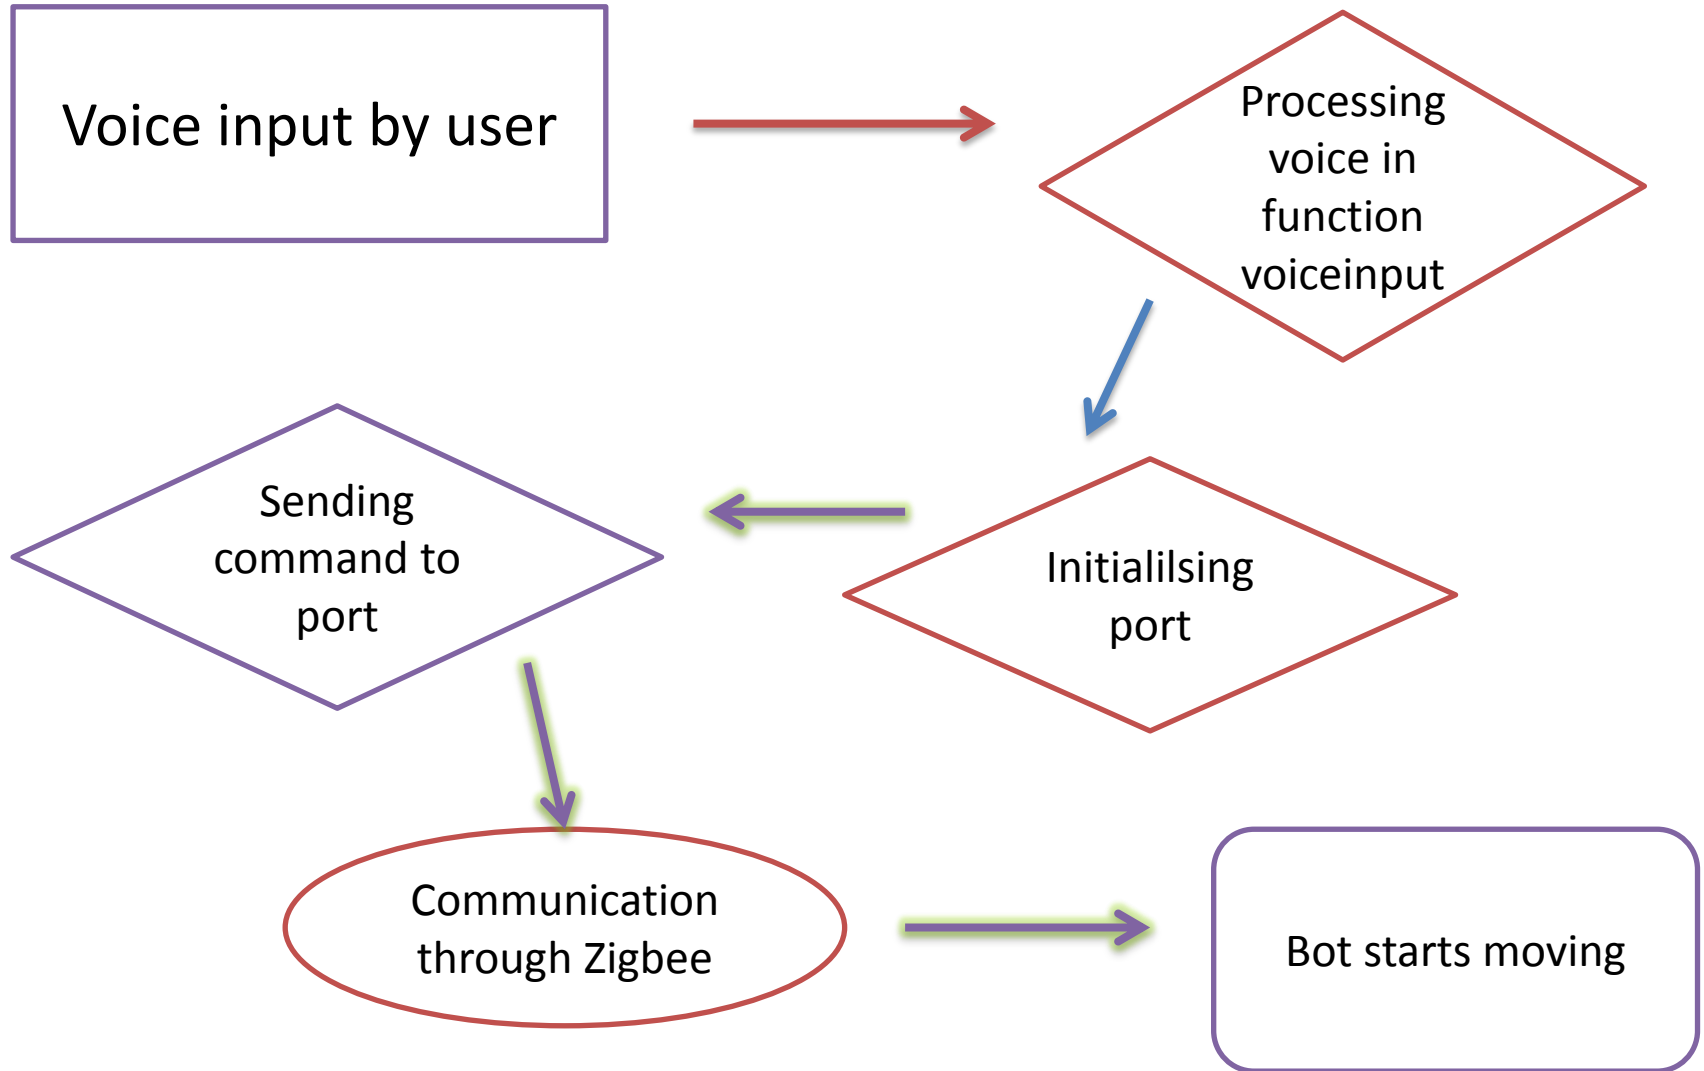 Voice input by user
Processing
voice in
function
voiceinput
Sending
command to
port
Initialilsing
port
Communication
through Zigbee
Bot starts moving